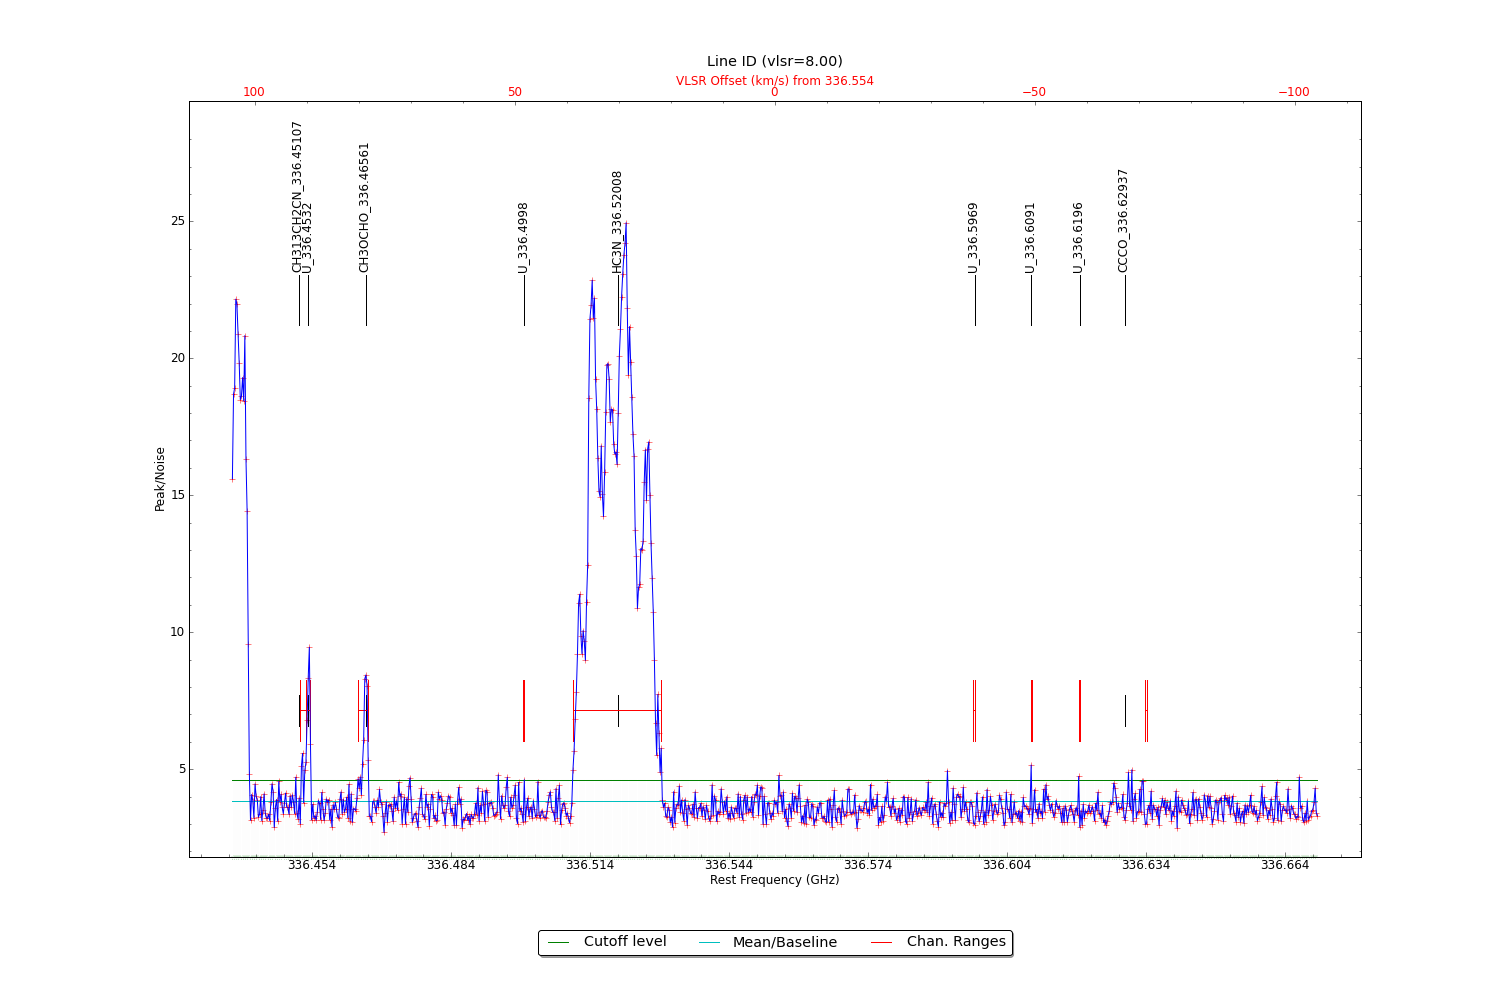 Line ID (vlsr=8.00)
VLSR Offset (km/s) from 336.554
100 50 0 −50 −100
CH313CH2CN_336.45107
U_336.4532
CH3OCHO_336.46561
U_336.4998
HC3N_336.52008
U_336.5969
U_336.6091
U_336.6196
CCCO_336.62937
25
20
15
10
5
Peak/Noise
336.454 336.484 336.514 336.544 336.574 336.604 336.634 336.664
Rest Frequency (GHz)
Cutoff level Mean/Baseline Chan. Ranges